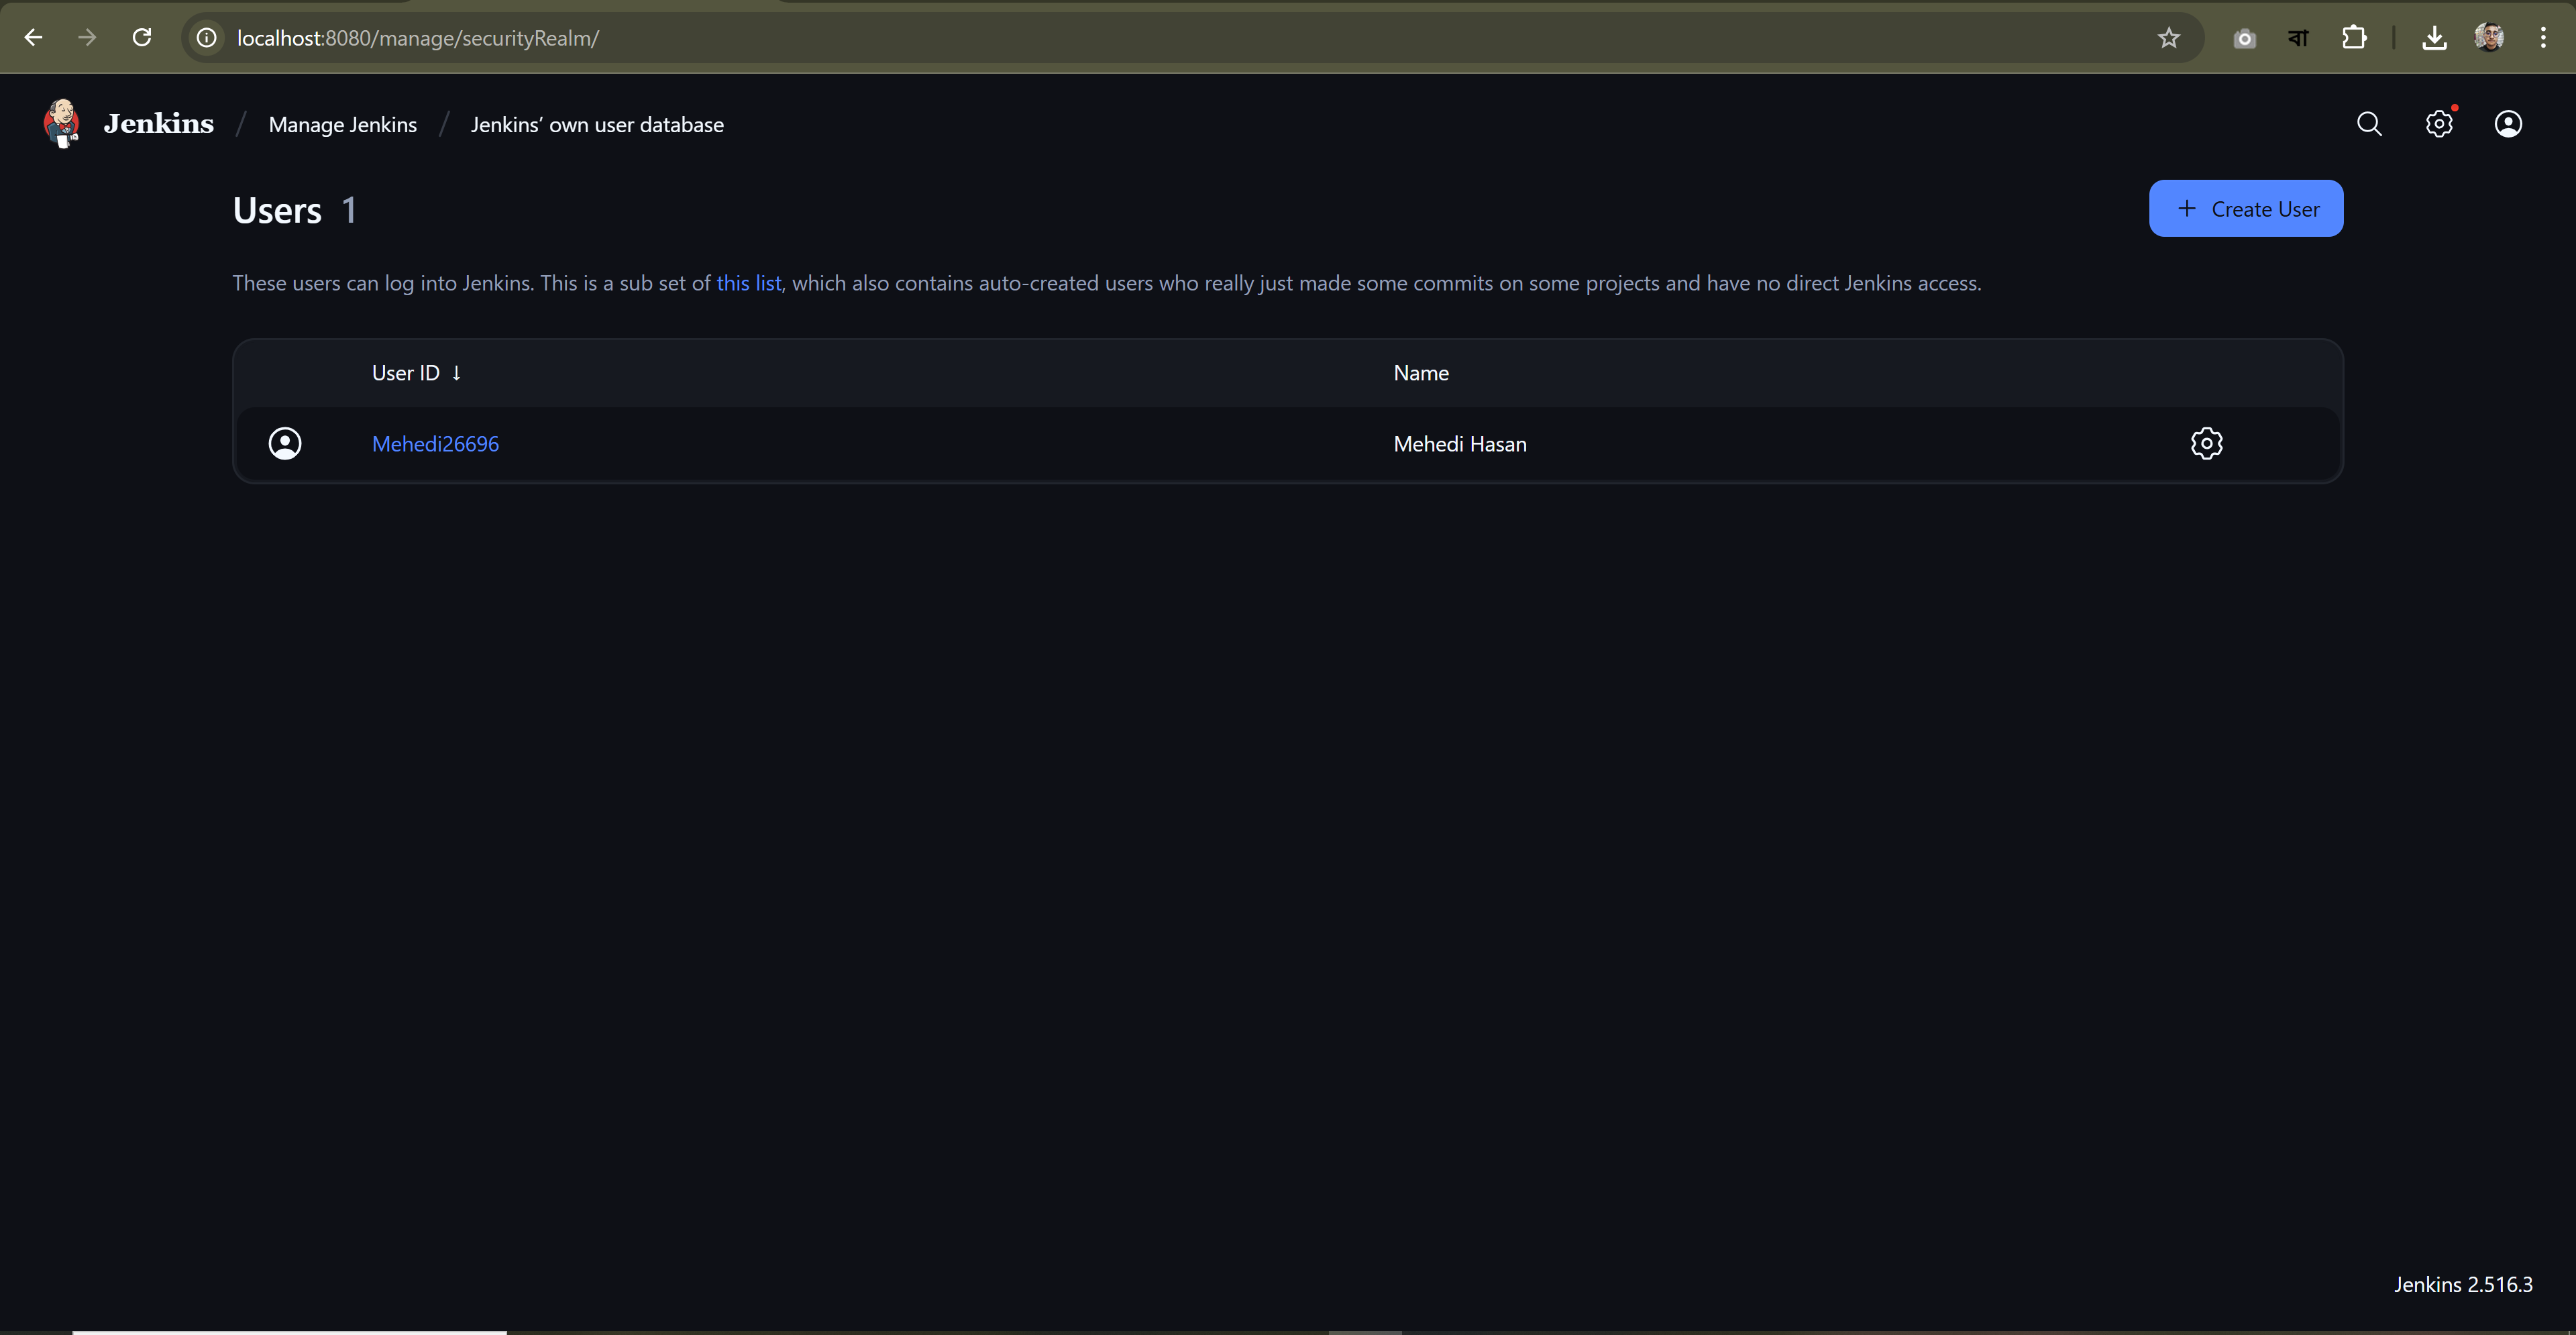 localhost:8080/manage/securityRealm/
বা
Jenkins / Manage Jenkins / Jenkins’ own user database
Users 1
+ Create User
These users can log into Jenkins. This is a sub set of this list, which also contains auto-created users who really just made some commits on some projects and have no direct Jenkins access.
User ID ↓ Name
Mehedi26696 Mehedi Hasan
Jenkins 2.516.3